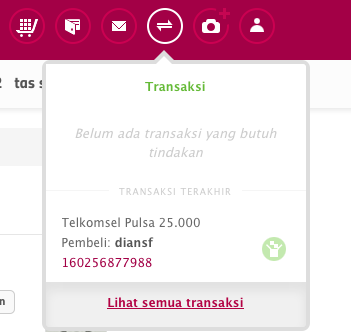 2 tas s
Transaksi
Belum ada transaksi yang butuh
tindakan
TRANSAKSI TERAKHIR
Telkomsel Pulsa 25.000
Pembeli: diansf
160256877988
n
Lihat semua transaksi